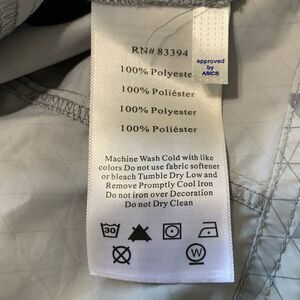 RN# 83394
approved
by
ASICS
100% Polyeste
100% Poliéster
100% Polyester
100% Poliéster
Machine Wash Cold with like
colors Do not use fabric softener
or bleach Tumble Dry Low and
Remove Promptly Cool Iron
Do not iron over Decoration
Do not Dry Clean
30
W